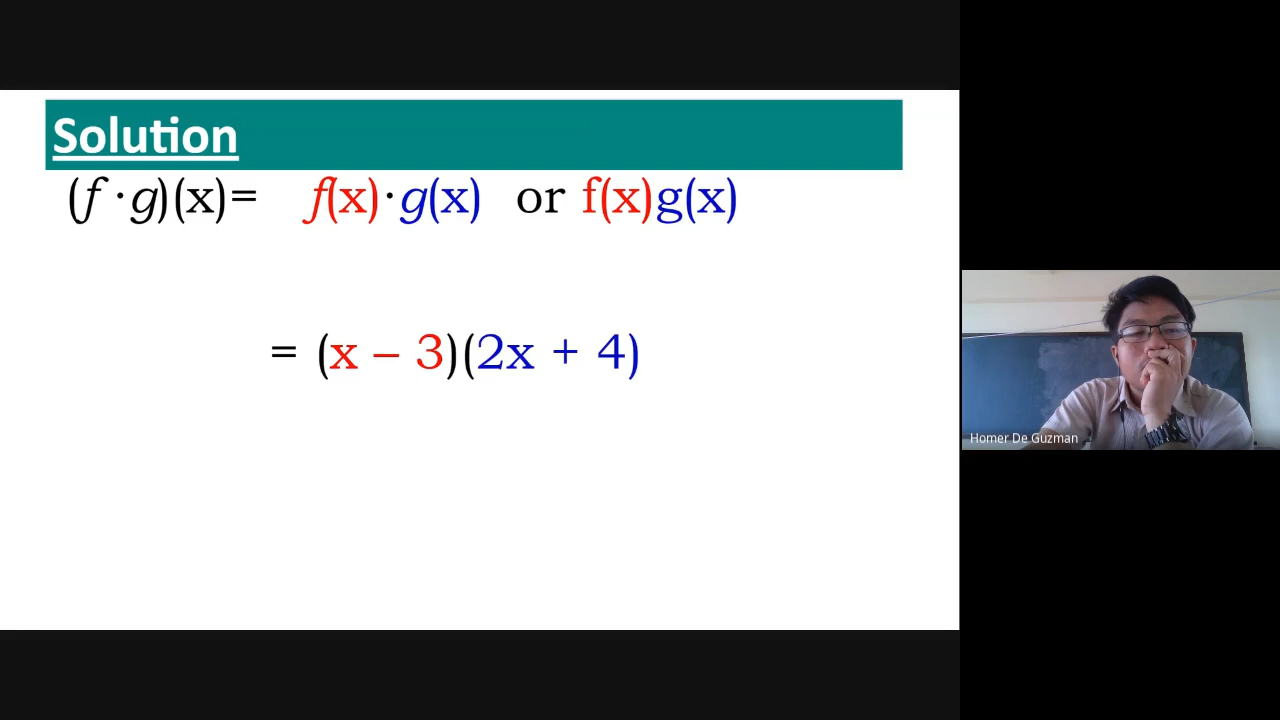 Solution
(f · g)(x)= f(x)·g(x) or f(x)g(x)
= (x – 3)(2x + 4)
Homer De Guzman